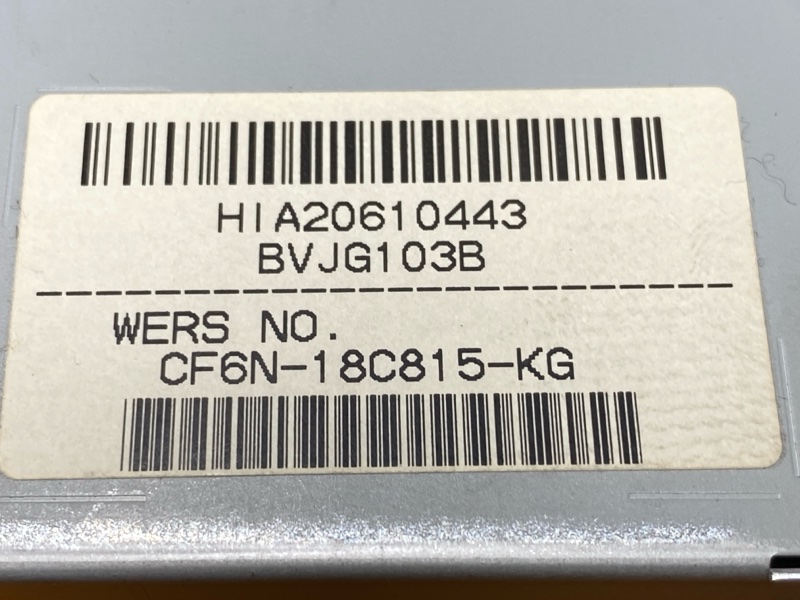 HIA20610443
BVJG103B
WERS NO.
CF6N-18C815-KG